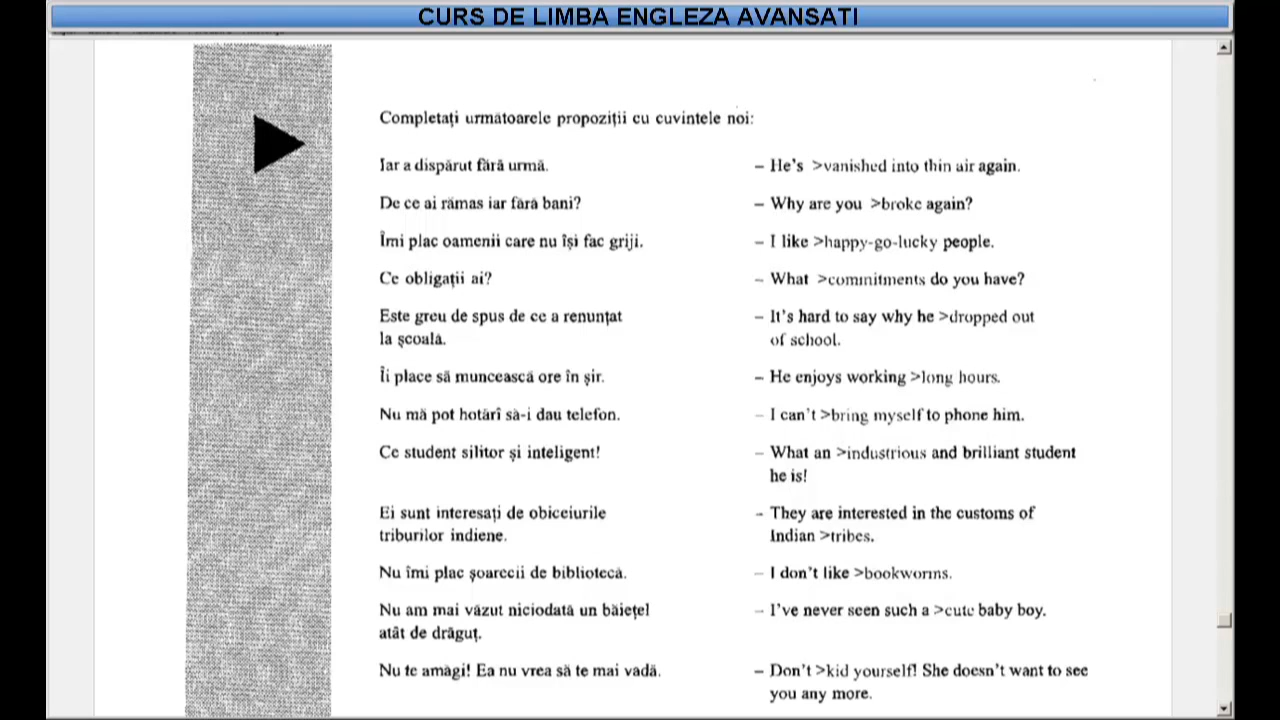 CURS DE LIMBA ENGLEZA AVANSATI
Completați următoarele propoziții cu cuvintele noi:
Iar a dispărut fără urmă. – He's >vanished into thin air again.
De ce ai rămas iar fără bani? – Why are you >broke again?
Îmi plac oamenii care nu își fac griji. – I like >happy-go-lucky people.
Ce obligații ai? – What >commitments do you have?
Este greu de spus de ce a renunțat – It's hard to say why he >dropped out
la școală. of school.
Îi place să muncească ore în șir. – He enjoys working >long hours.
Nu mă pot hotărî să-i dau telefon. – I can't >bring myself to phone him.
Ce student silitor și inteligent! – What an >industrious and brilliant student
he is!
Ei sunt interesați de obiceiurile – They are interested in the customs of
triburilor indiene. Indian >tribes.
Nu îmi plac șoarecii de bibliotecă. – I don't like >bookworms.
Nu am mai văzut niciodată un băiețel – I've never seen such a >cute baby boy.
atât de drăguț.
Nu te amăgi! Ea nu vrea să te mai vadă. – Don't >kid yourself! She doesn't want to see
you any more.